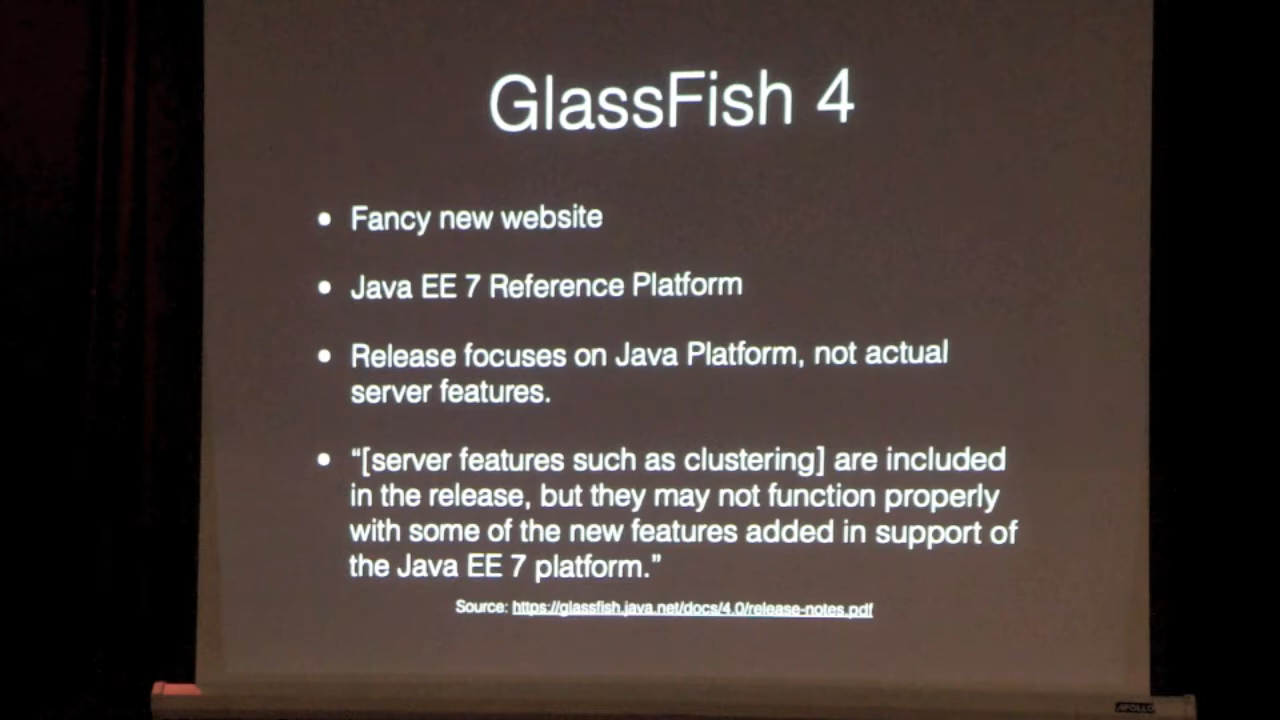 GlassFish 4
• Fancy new website
• Java EE 7 Reference Platform
• Release focuses on Java Platform, not actual
server features.
• “[server features such as clustering] are included
in the release, but they may not function properly
with some of the new features added in support of
the Java EE 7 platform.”
Source: https://glassfish.java.net/docs/4.0/release-notes.pdf
APOLLO